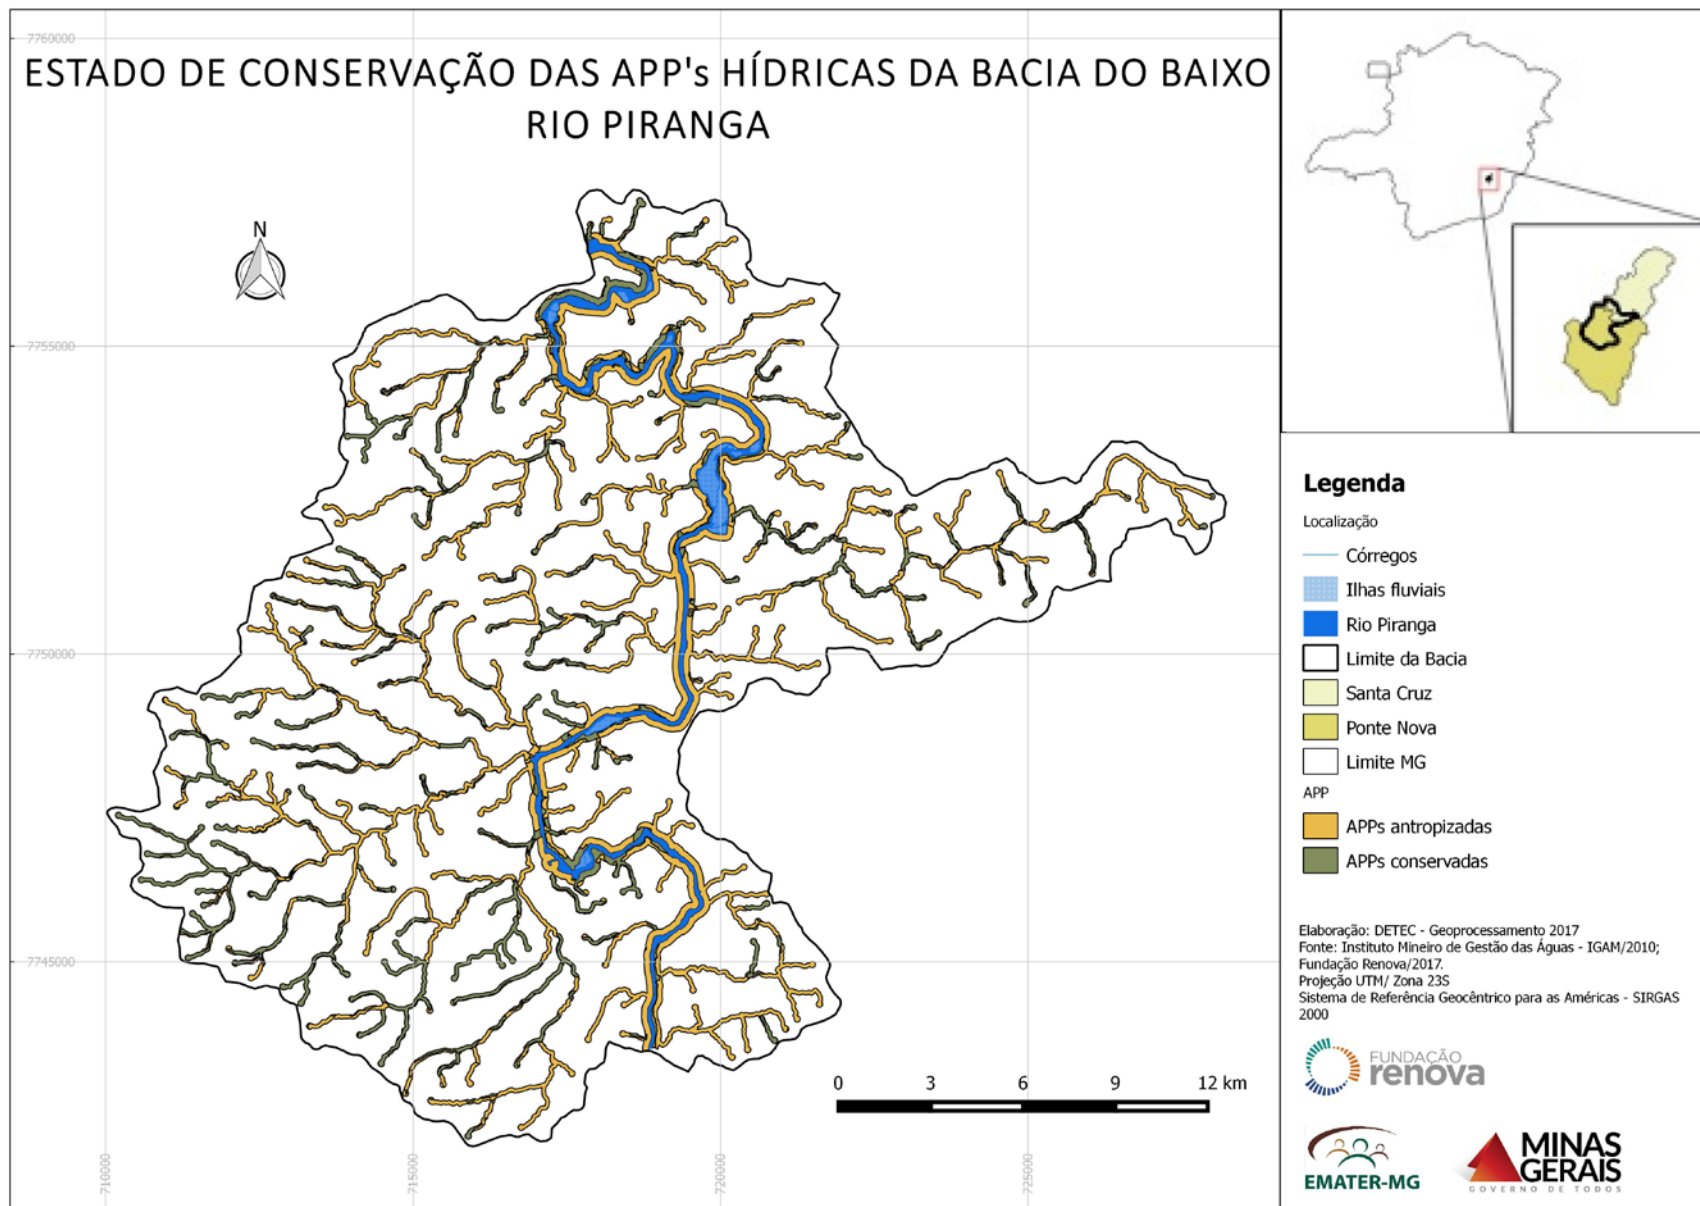 7760000
ESTADO DE CONSERVAÇÃO DAS APP's HÍDRICAS DA BACIA DO BAIXO
RIO PIRANGA
N
7755000
7750000
7745000
710000
715000
720000
725000
0 3 6 9 12 km
Legenda
Localização
Córregos
Ilhas fluviais
Rio Piranga
Limite da Bacia
Santa Cruz
Ponte Nova
Limite MG
APP
APPs antropizadas
APPs conservadas
Elaboração: DETEC - Geoprocessamento 2017
Fonte: Instituto Mineiro de Gestão das Águas - IGAM/2010;
Fundação Renova/2017.
Projeção UTM/ Zona 23S
Sistema de Referência Geocêntrico para as Américas - SIRGAS
2000
FUNDAÇÃO
renova
EMATER-MG
MINAS
GERAIS
GOVERNO DE TODOS